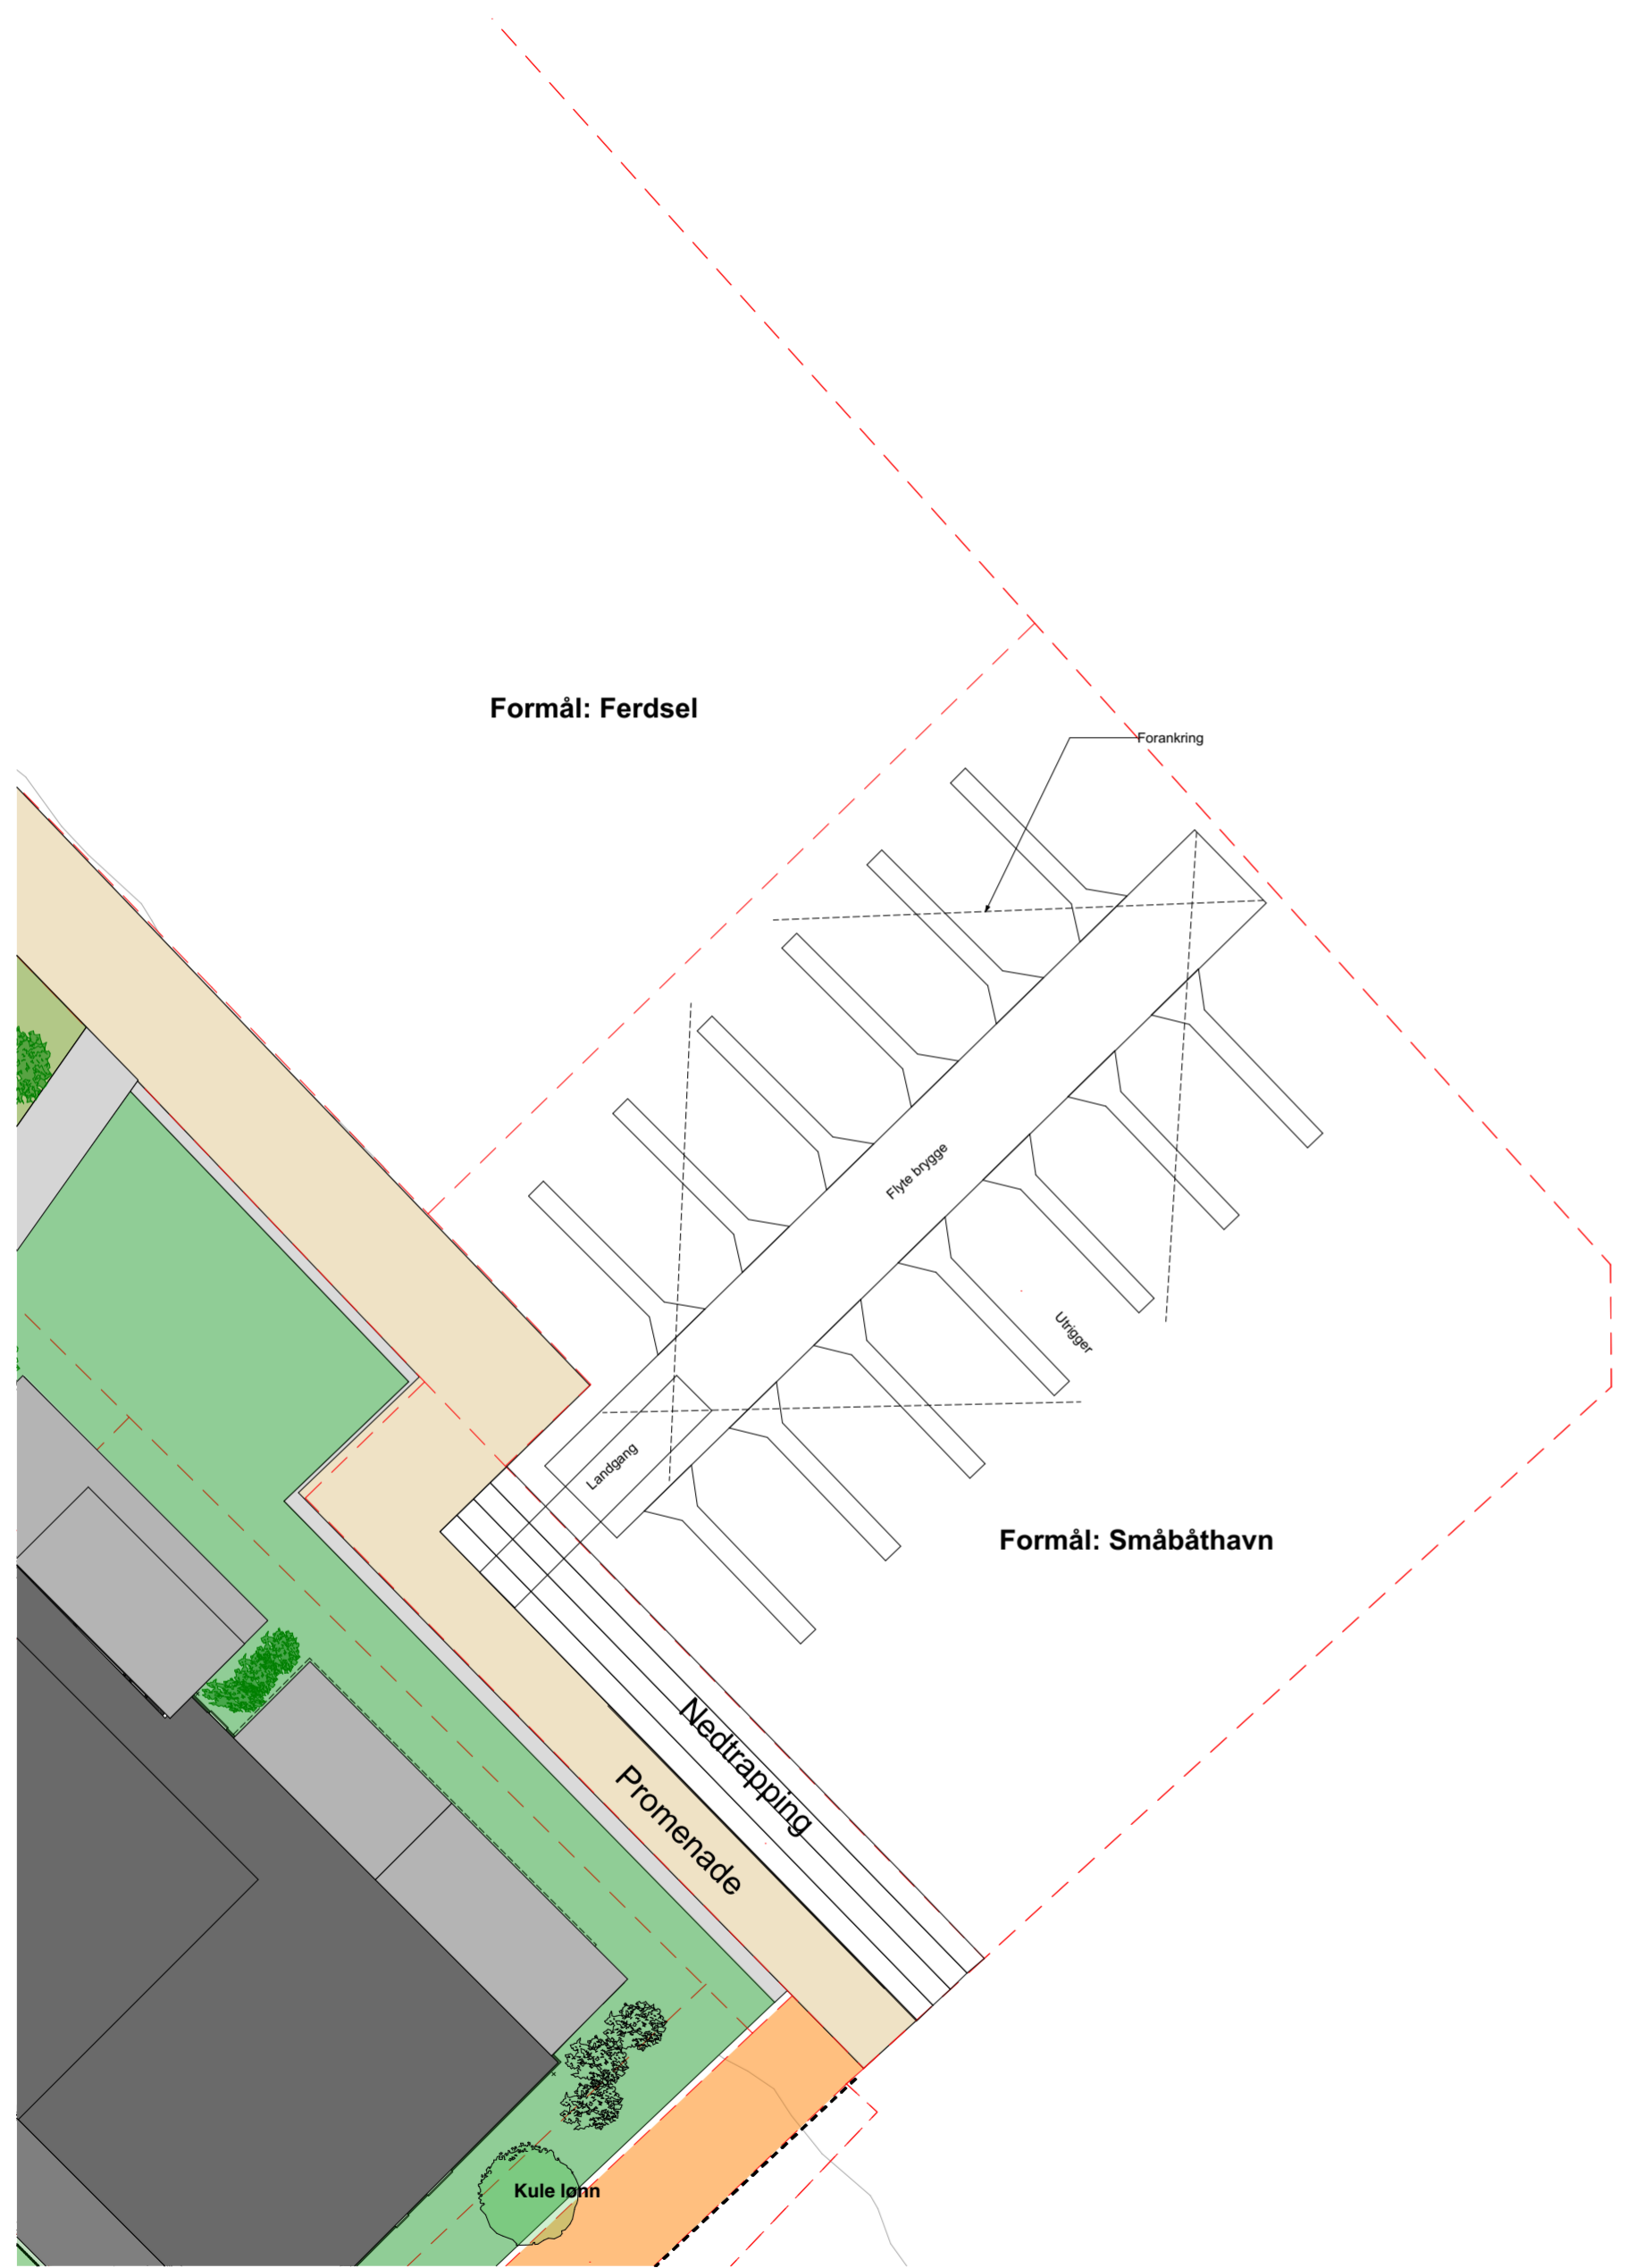 Formål: Ferdsel
Forankring
Flyte brygge
Utrigger
Landgang
Formål: Småbåthavn
Nedtrapping
Promenade
Kule lønn